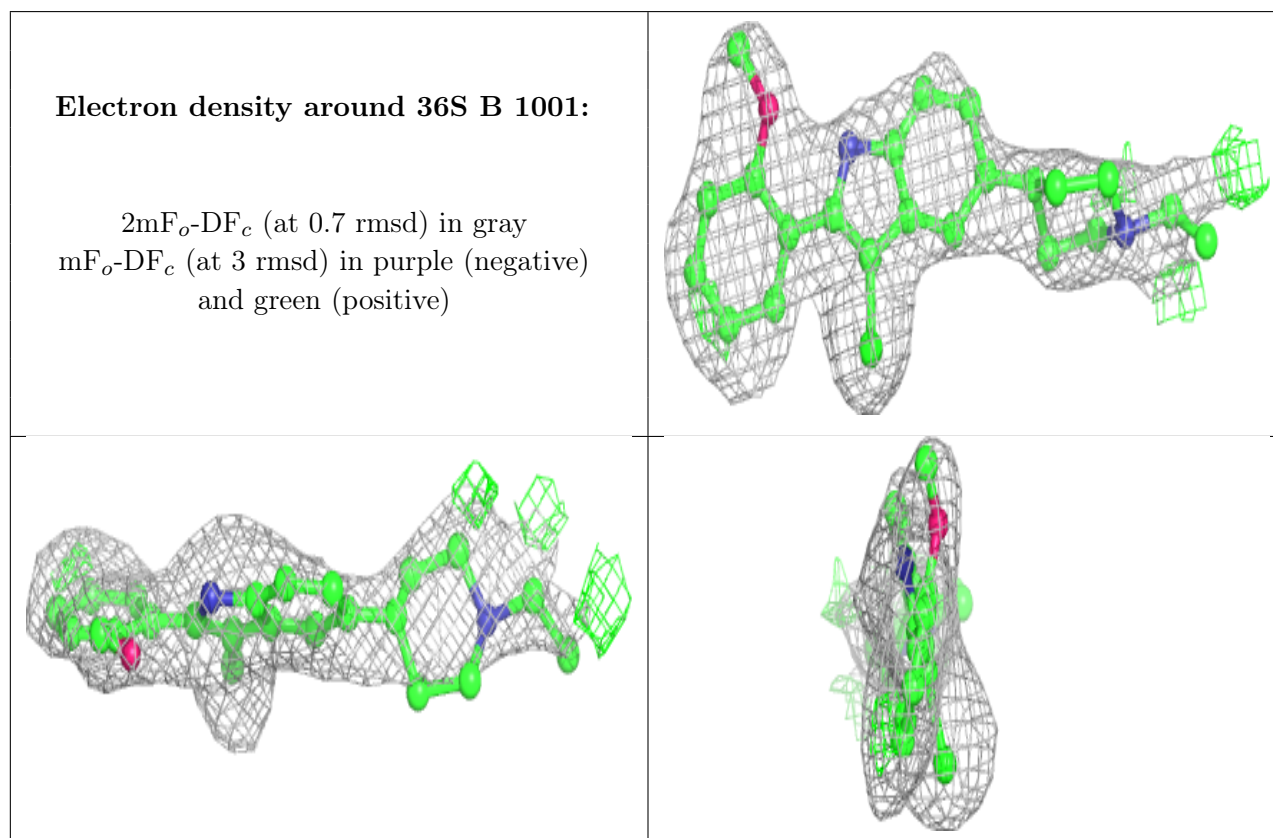 Electron density around 36S B 1001:
2mFo-DFc (at 0.7 rmsd) in gray
mFo-DFc (at 3 rmsd) in purple (negative)
and green (positive)